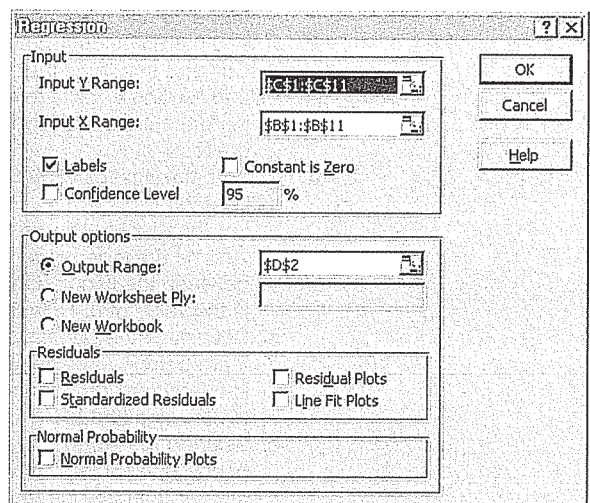 Regression ? X
Input
Input Y Range: $C$1:$C$11
Input X Range: $B$1:$B$11
Labels Constant is Zero
Confidence Level 95 %
OK
Cancel
Help
Output options
Output Range: $D$2
New Worksheet Ply:
New Workbook
Residuals
Residuals Residual Plots
Standardized Residuals Line Fit Plots
Normal Probability
Normal Probability Plots